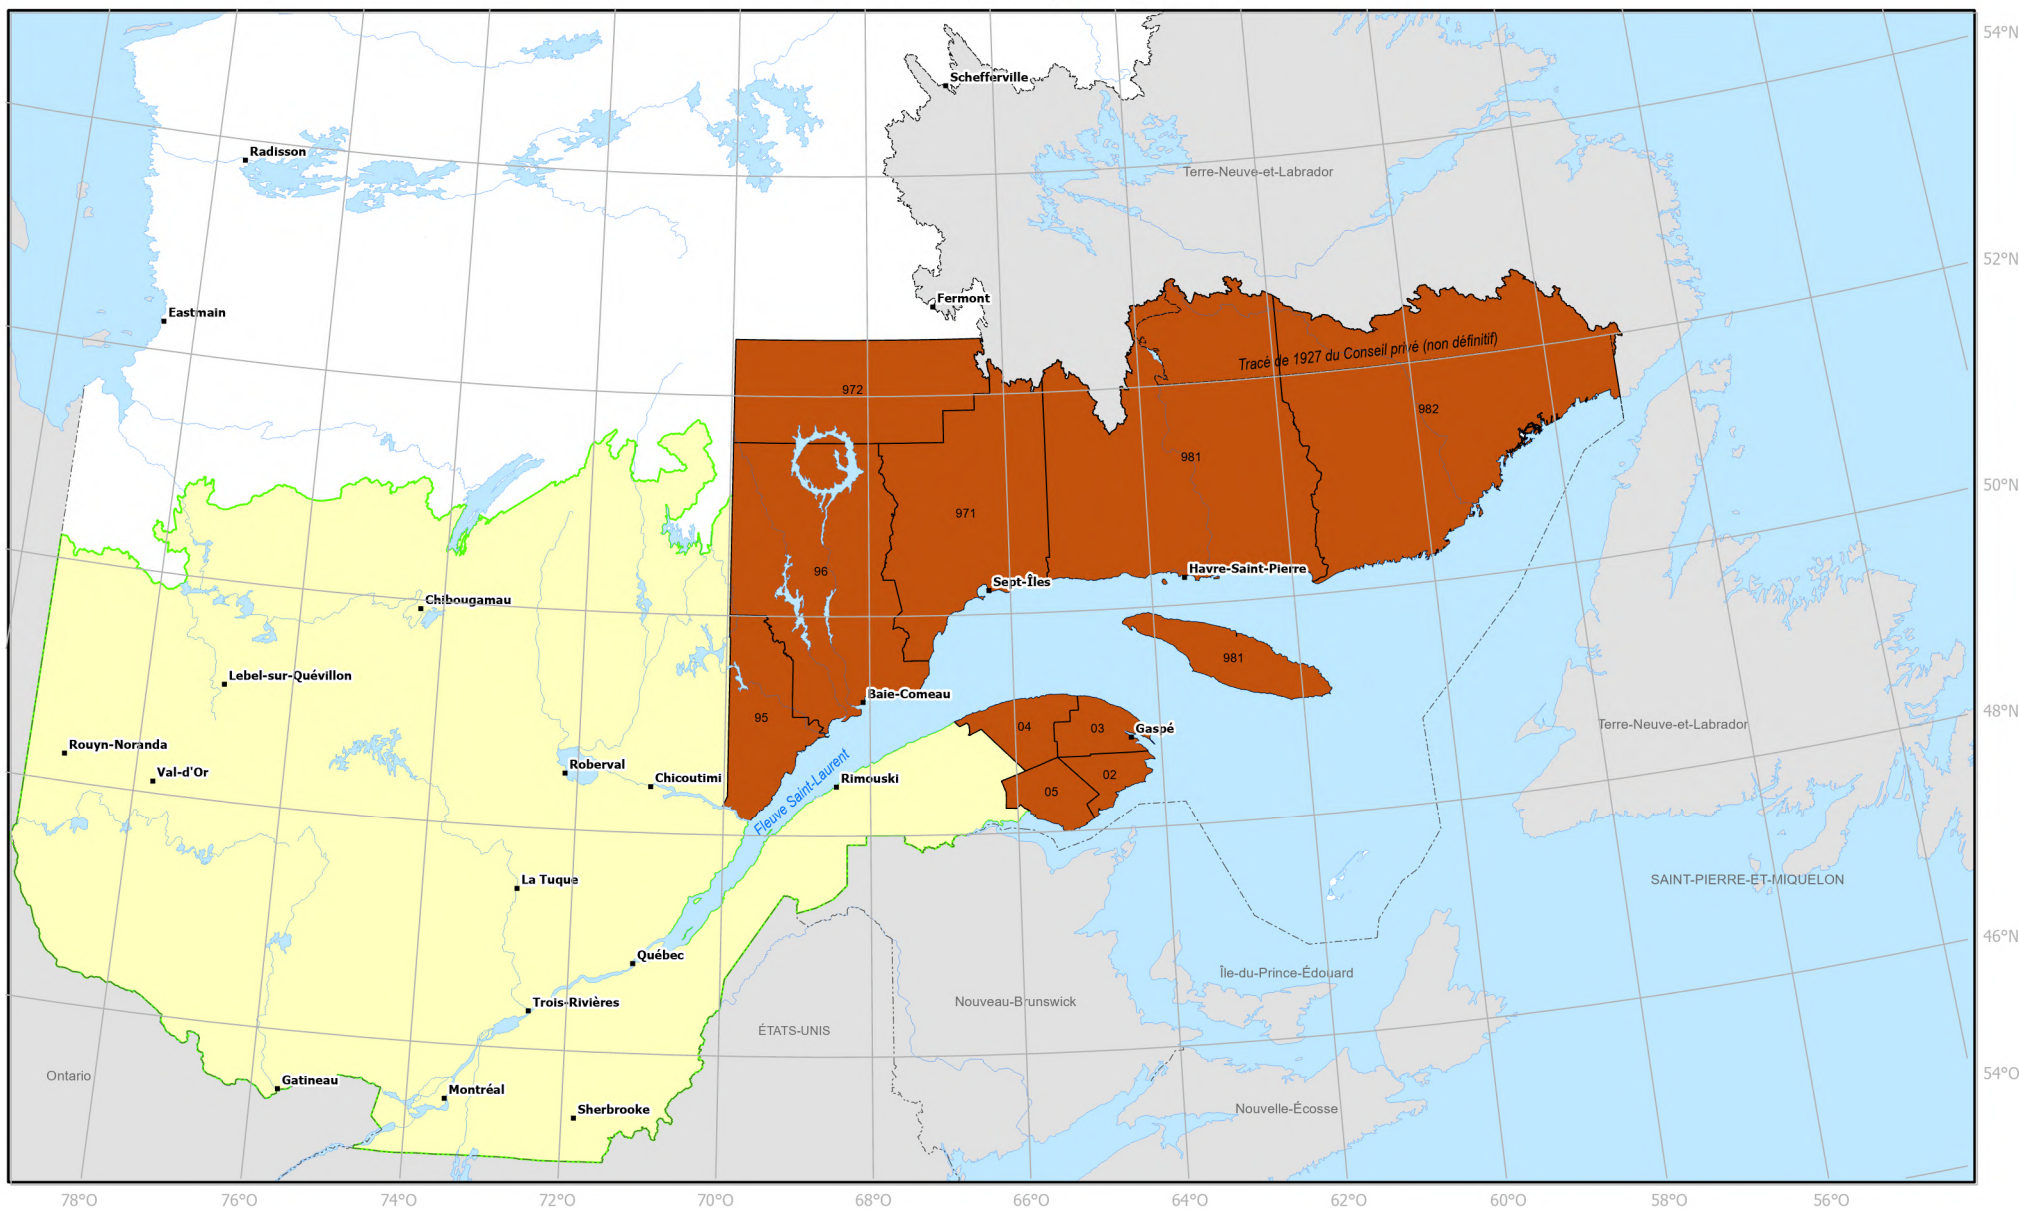 54°N
Schefferville
Radisson
Terre-Neuve-et-Labrador
52°N
Fermont
Eastmain
Tracé de 1927 du Conseil privé (non définitif)
972
982
981
50°N
971
96
Sept-Îles
Havre-Saint-Pierre
Chibougamau
981
Lebel-sur-Quévillon
Baie-Comeau
48°N
95
04
03
Gaspé
Terre-Neuve-et-Labrador
Rouyn-Noranda
Val-d'Or
Roberval
Chicoutimi
Fleuve Saint-Laurent
Rimouski
02
05
La Tuque
SAINT-PIERRE-ET-MIQUELON
46°N
Québec
Île-du-Prince-Édouard
Trois-Rivières
Nouveau-Brunswick
ÉTATS-UNIS
Ontario
54°O
Gatineau
Montréal
Sherbrooke
Nouvelle-Écosse
78°O
76°O
74°O
72°O
70°O
68°O
66°O
64°O
62°O
60°O
58°O
56°O